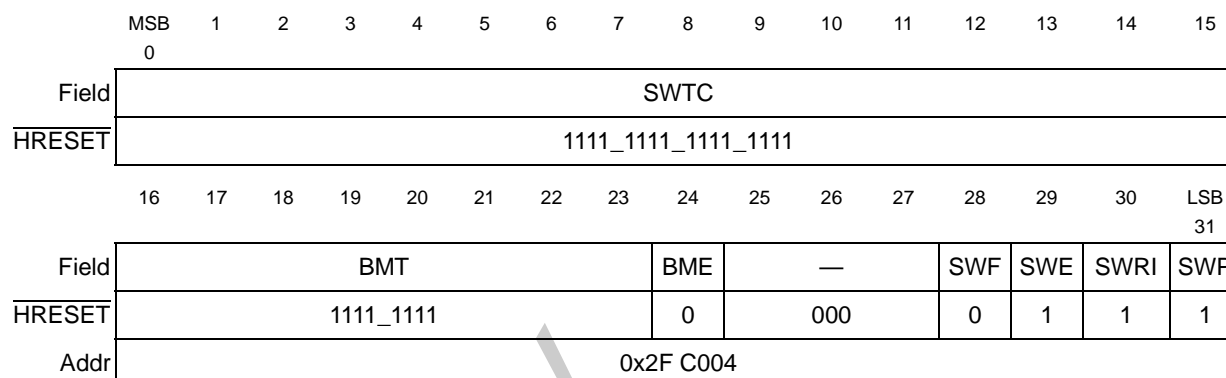 MSB 1 2 3 4 5 6 7 8 9 10 11 12 13 14 15
0
Field SWTC
HRESET 1111_1111_1111_1111
16 17 18 19 20 21 22 23 24 25 26 27 28 29 30 LSB
31
Field BMT BME — SWF SWE SWRI SWP
HRESET 1111_1111 0 000 0 1 1 1
Addr 0x2F C004